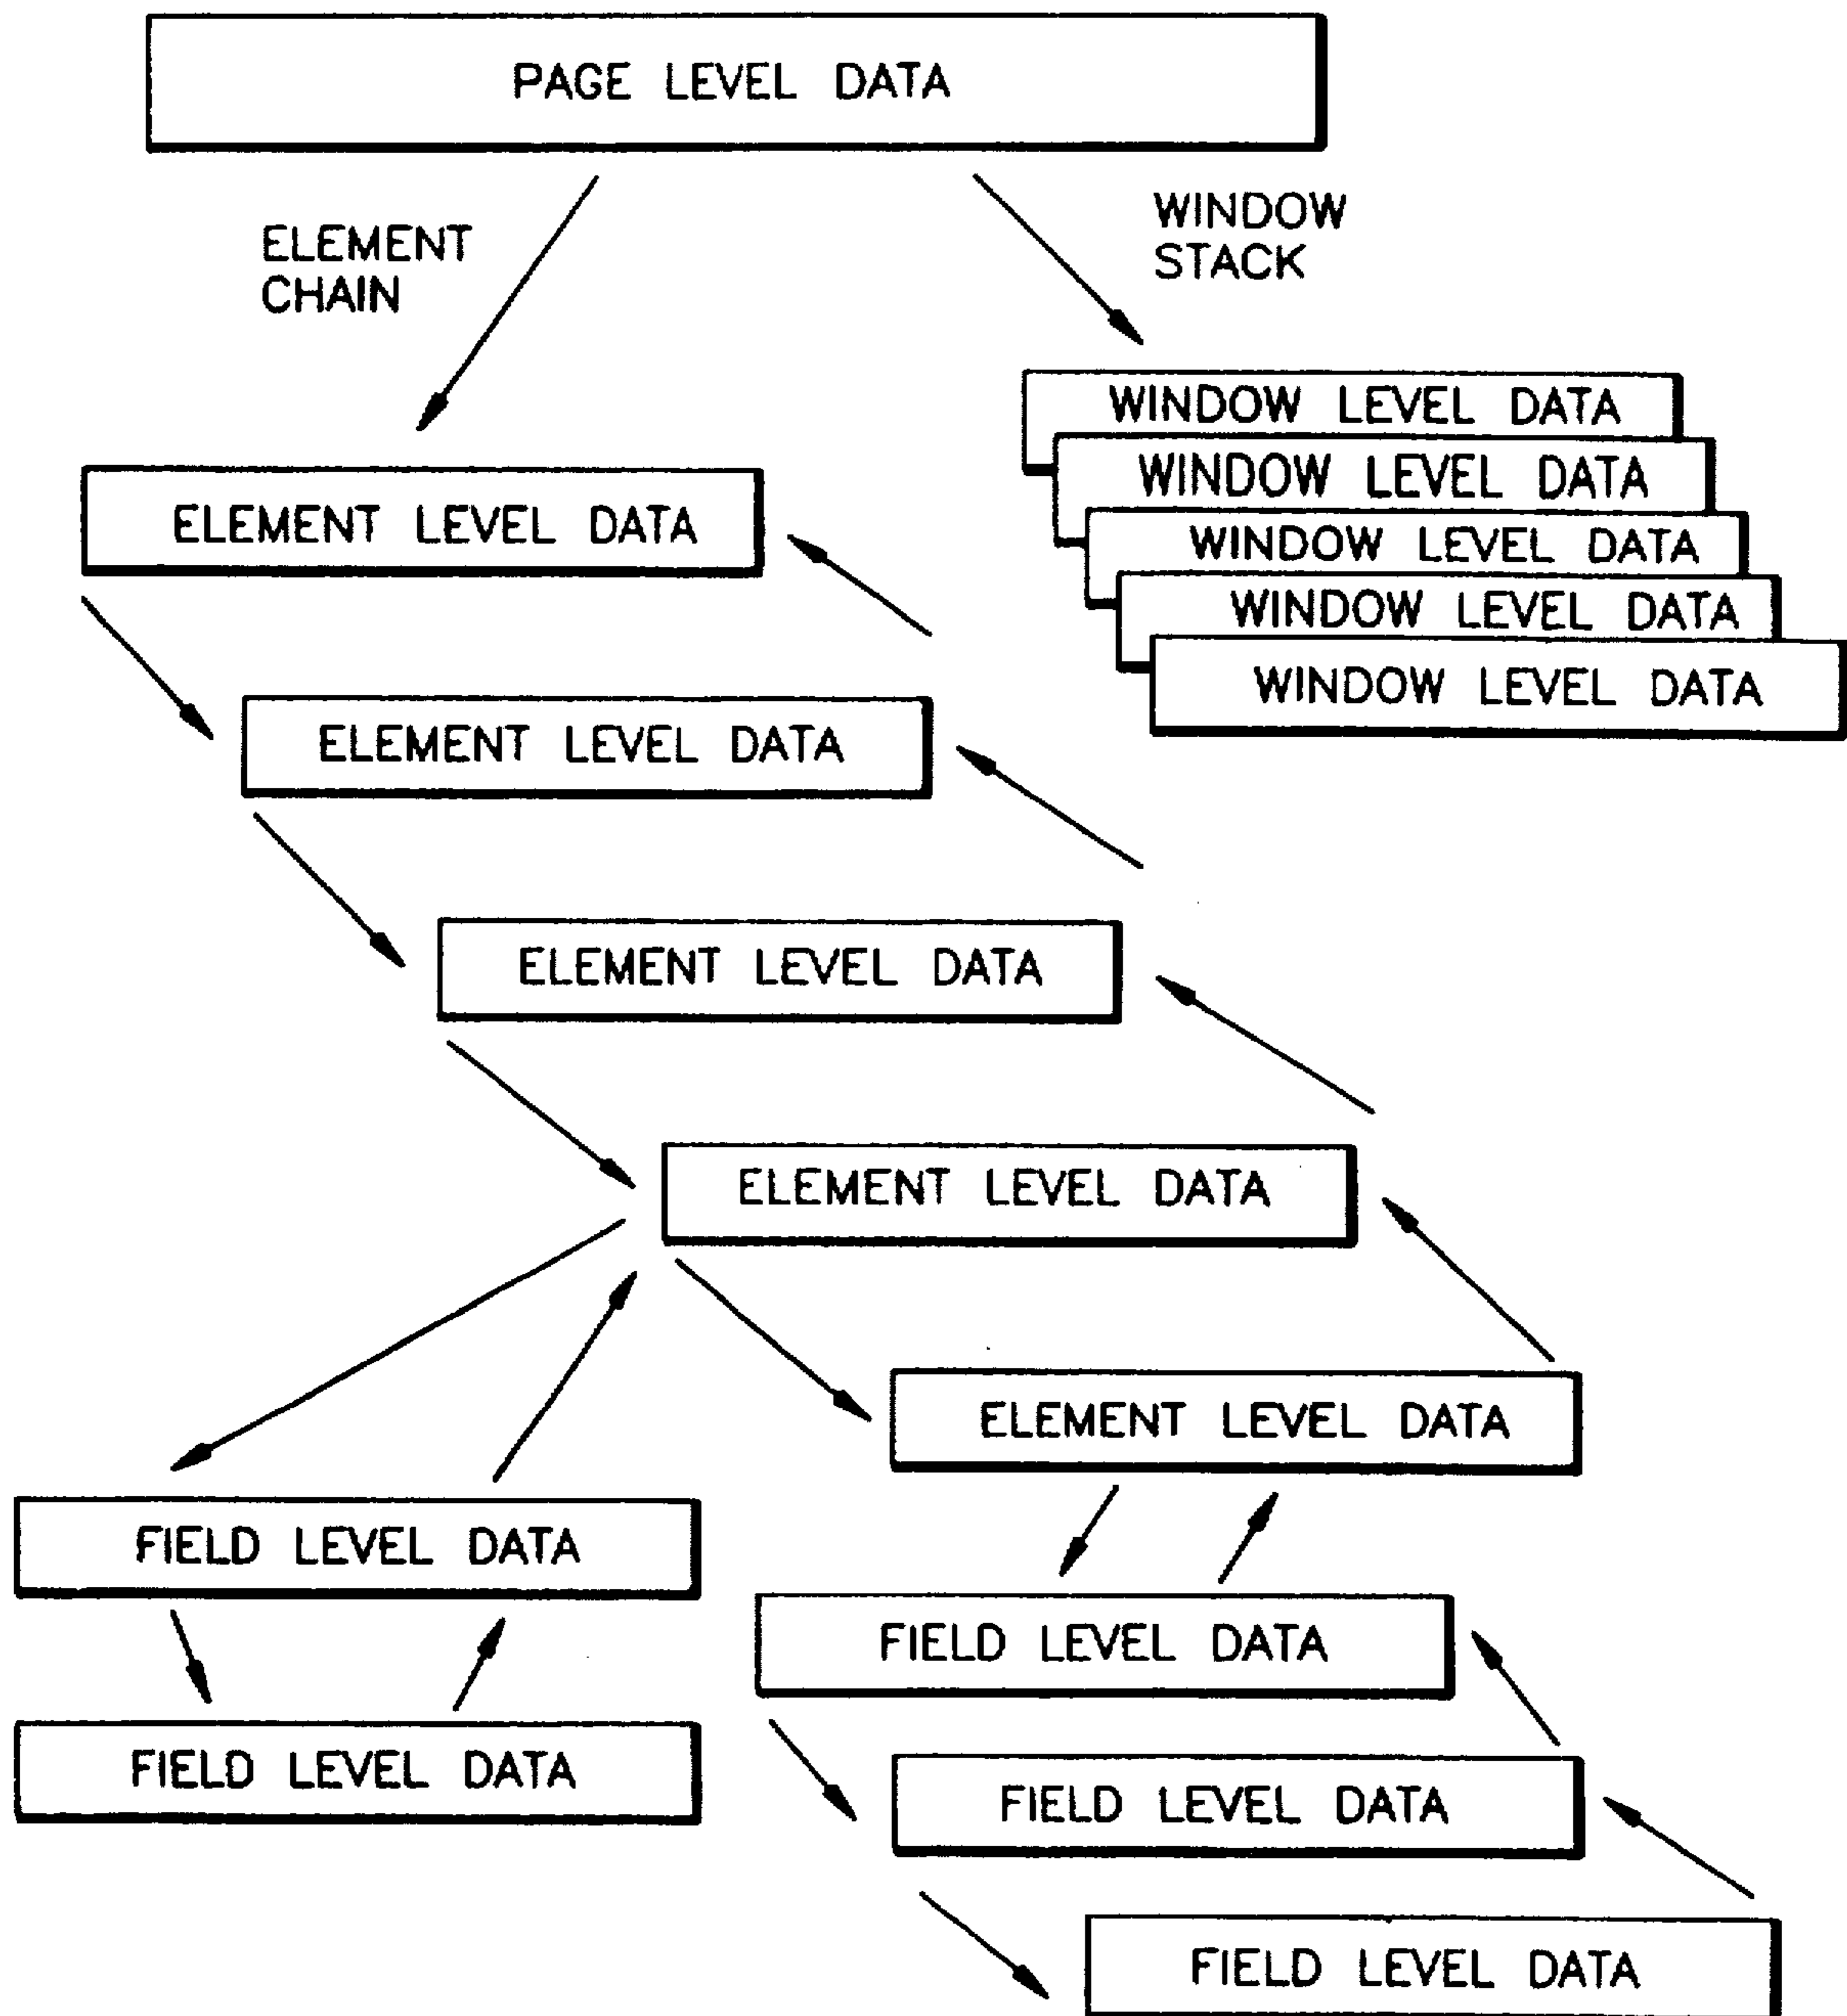 PAGE LEVEL DATA
ELEMENT
CHAIN
WINDOW
STACK
WINDOW LEVEL DATA
WINDOW LEVEL DATA
WINDOW LEVEL DATA
WINDOW LEVEL DATA
WINDOW LEVEL DATA
ELEMENT LEVEL DATA
ELEMENT LEVEL DATA
ELEMENT LEVEL DATA
ELEMENT LEVEL DATA
ELEMENT LEVEL DATA
FIELD LEVEL DATA
FIELD LEVEL DATA
FIELD LEVEL DATA
FIELD LEVEL DATA
FIELD LEVEL DATA